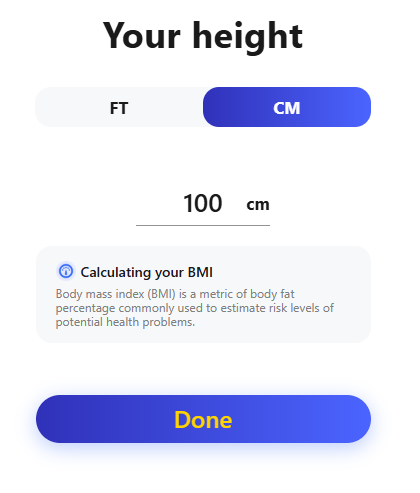 Your height
FT
CM
100 cm
Calculating your BMI
Body mass index (BMI) is a metric of body fat
percentage commonly used to estimate risk levels of
potential health problems.
Done